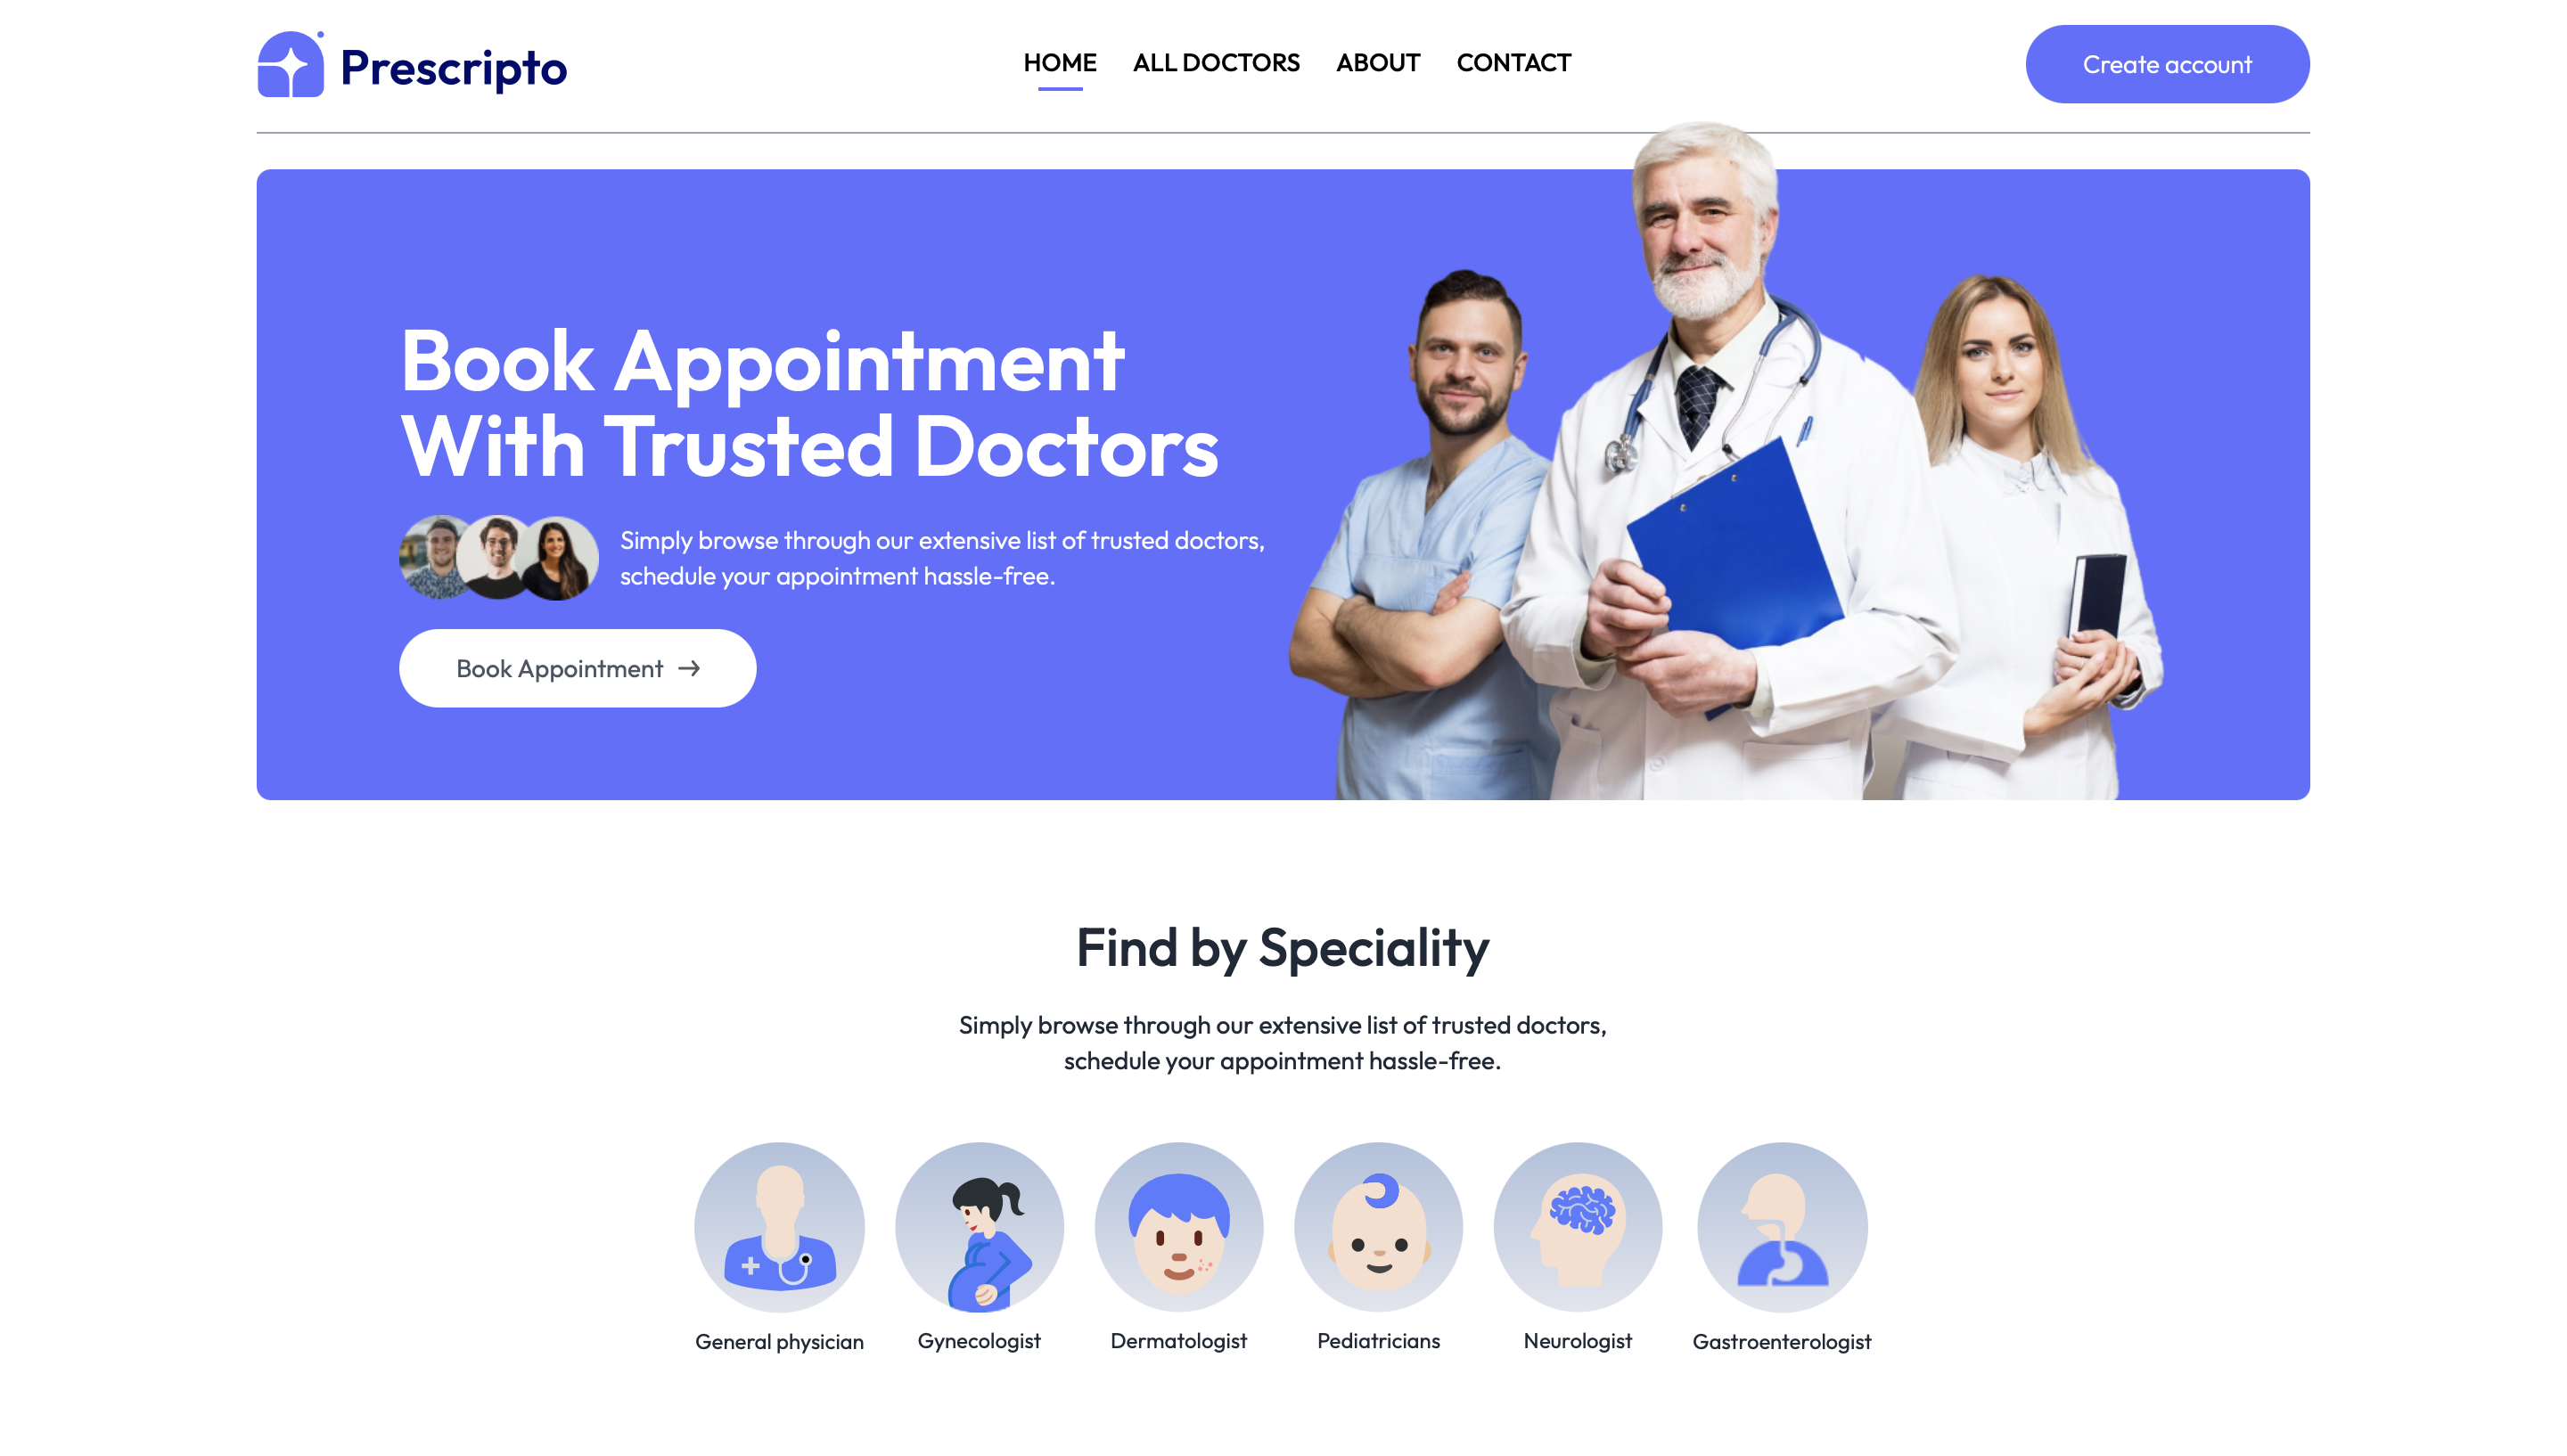 Prescripto
HOME
ALL DOCTORS
ABOUT
CONTACT
Create account
Book Appointment
With Trusted Doctors
Simply browse through our extensive list of trusted doctors,
schedule your appointment hassle-free.
Book Appointment →
Find by Speciality
Simply browse through our extensive list of trusted doctors,
schedule your appointment hassle-free.
General physician
Gynecologist
Dermatologist
Pediatricians
Neurologist
Gastroenterologist